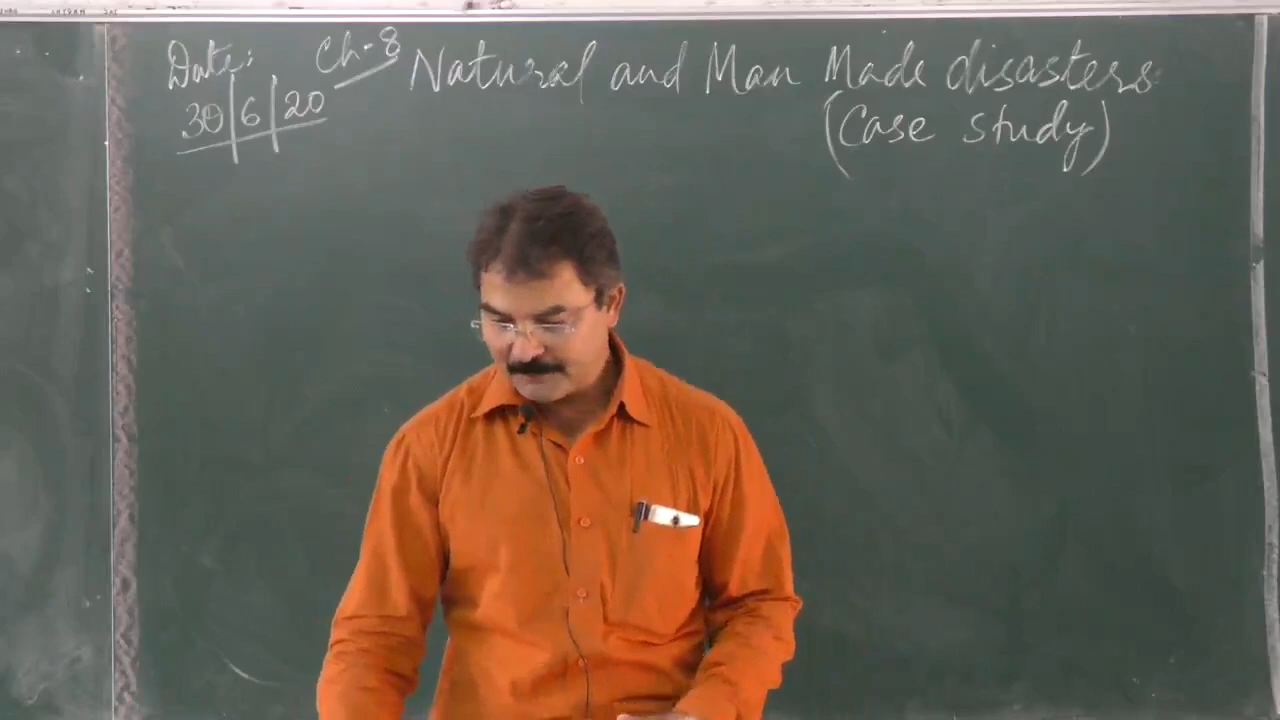 Date: Ch-8 Natural and Man Made disasters
30|6|20 (Case study)